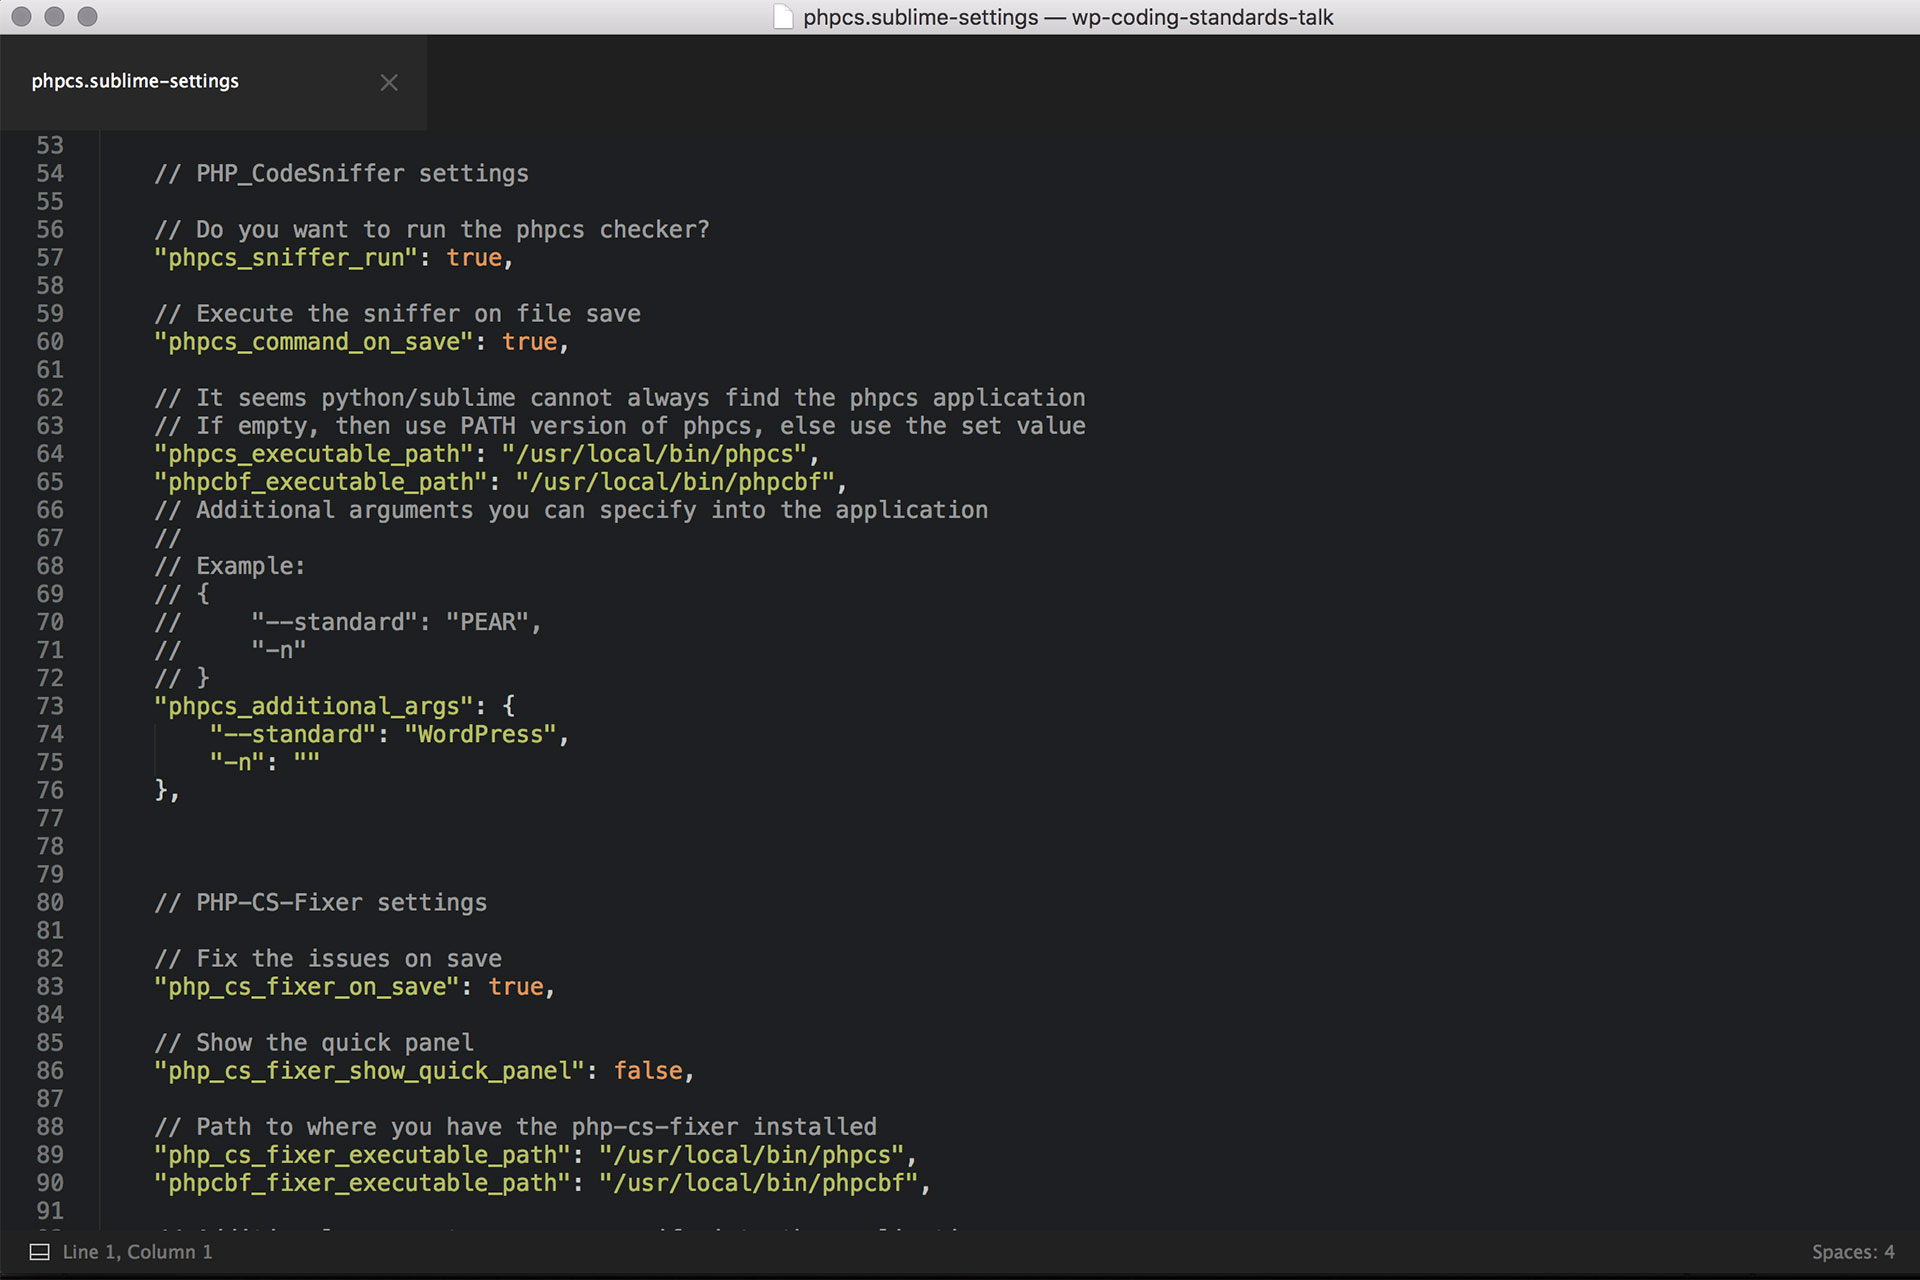 phpcs.sublime-settings — wp-coding-standards-talk
phpcs.sublime-settings
53
54 // PHP_CodeSniffer settings
55
56 // Do you want to run the phpcs checker?
57 "phpcs_sniffer_run": true,
58
59 // Execute the sniffer on file save
60 "phpcs_command_on_save": true,
61
62 // It seems python/sublime cannot always find the phpcs application
63 // If empty, then use PATH version of phpcs, else use the set value
64 "phpcs_executable_path": "/usr/local/bin/phpcs",
65 "phpcbf_executable_path": "/usr/local/bin/phpcbf",
66 // Additional arguments you can specify into the application
67 //
68 // Example:
69 // {
70 //     "--standard": "PEAR",
71 //     "-n"
72 // }
73 "phpcs_additional_args": {
74     "--standard": "WordPress",
75     "-n": ""
76 },
77
78
79
80 // PHP-CS-Fixer settings
81
82 // Fix the issues on save
83 "php_cs_fixer_on_save": true,
84
85 // Show the quick panel
86 "php_cs_fixer_show_quick_panel": false,
87
88 // Path to where you have the php-cs-fixer installed
89 "php_cs_fixer_executable_path": "/usr/local/bin/phpcs",
90 "phpcbf_fixer_executable_path": "/usr/local/bin/phpcbf",
91
Line 1, Column 1
Spaces: 4